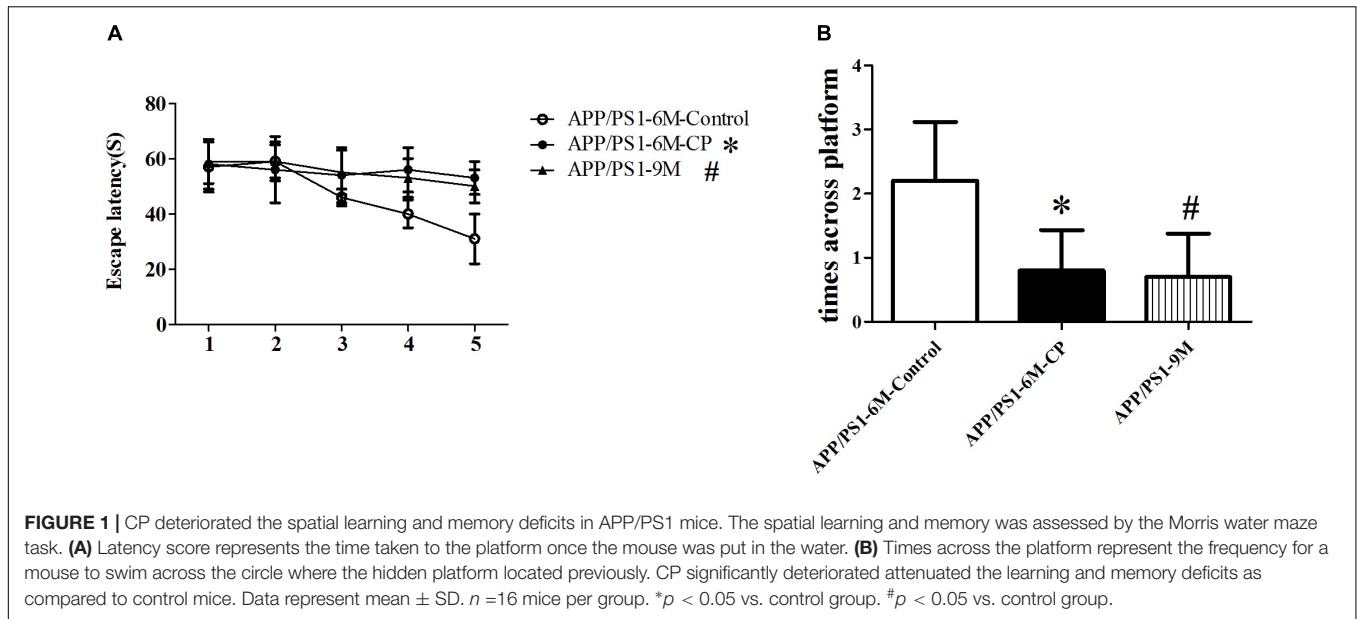 A
Escape latency(S)
80
60
40
20
0
1 2 3 4 5
APP/PS1-6M-Control
APP/PS1-6M-CP *
APP/PS1-9M #
B
times across platform
4
3
2
1
0
* #
APP/PS1-6M-Control
APP/PS1-6M-CP
APP/PS1-9M
FIGURE 1 | CP deteriorated the spatial learning and memory deficits in APP/PS1 mice. The spatial learning and memory was assessed by the Morris water maze
task. (A) Latency score represents the time taken to the platform once the mouse was put in the water. (B) Times across the platform represent the frequency for a
mouse to swim across the circle where the hidden platform located previously. CP significantly deteriorated attenuated the learning and memory deficits as
compared to control mice. Data represent mean ± SD. n =16 mice per group. *p < 0.05 vs. control group. #p < 0.05 vs. control group.